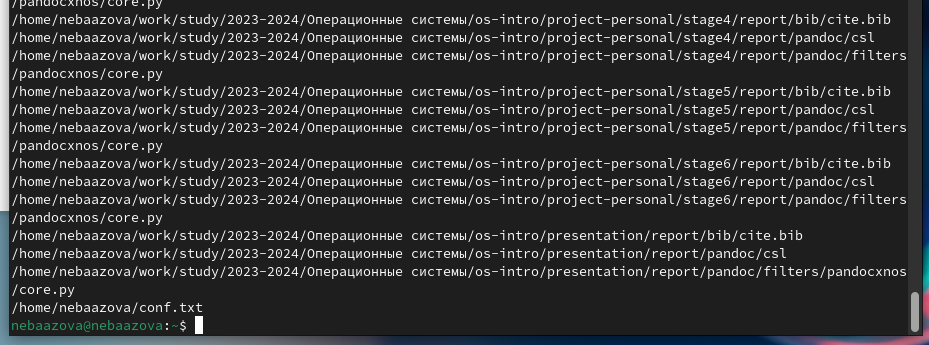 /pandocxnos/core.py
/home/nebaazova/work/study/2023-2024/Операционные системы/os-intro/project-personal/stage4/report/bib/cite.bib
/home/nebaazova/work/study/2023-2024/Операционные системы/os-intro/project-personal/stage4/report/pandoc/csl
/home/nebaazova/work/study/2023-2024/Операционные системы/os-intro/project-personal/stage4/report/pandoc/filters
/pandocxnos/core.py
/home/nebaazova/work/study/2023-2024/Операционные системы/os-intro/project-personal/stage5/report/bib/cite.bib
/home/nebaazova/work/study/2023-2024/Операционные системы/os-intro/project-personal/stage5/report/pandoc/csl
/home/nebaazova/work/study/2023-2024/Операционные системы/os-intro/project-personal/stage5/report/pandoc/filters
/pandocxnos/core.py
/home/nebaazova/work/study/2023-2024/Операционные системы/os-intro/project-personal/stage6/report/bib/cite.bib
/home/nebaazova/work/study/2023-2024/Операционные системы/os-intro/project-personal/stage6/report/pandoc/csl
/home/nebaazova/work/study/2023-2024/Операционные системы/os-intro/project-personal/stage6/report/pandoc/filters
/pandocxnos/core.py
/home/nebaazova/work/study/2023-2024/Операционные системы/os-intro/presentation/report/bib/cite.bib
/home/nebaazova/work/study/2023-2024/Операционные системы/os-intro/presentation/report/pandoc/csl
/home/nebaazova/work/study/2023-2024/Операционные системы/os-intro/presentation/report/pandoc/filters/pandocxnos
/core.py
/home/nebaazova/conf.txt
nebaazova@nebaazova:~$